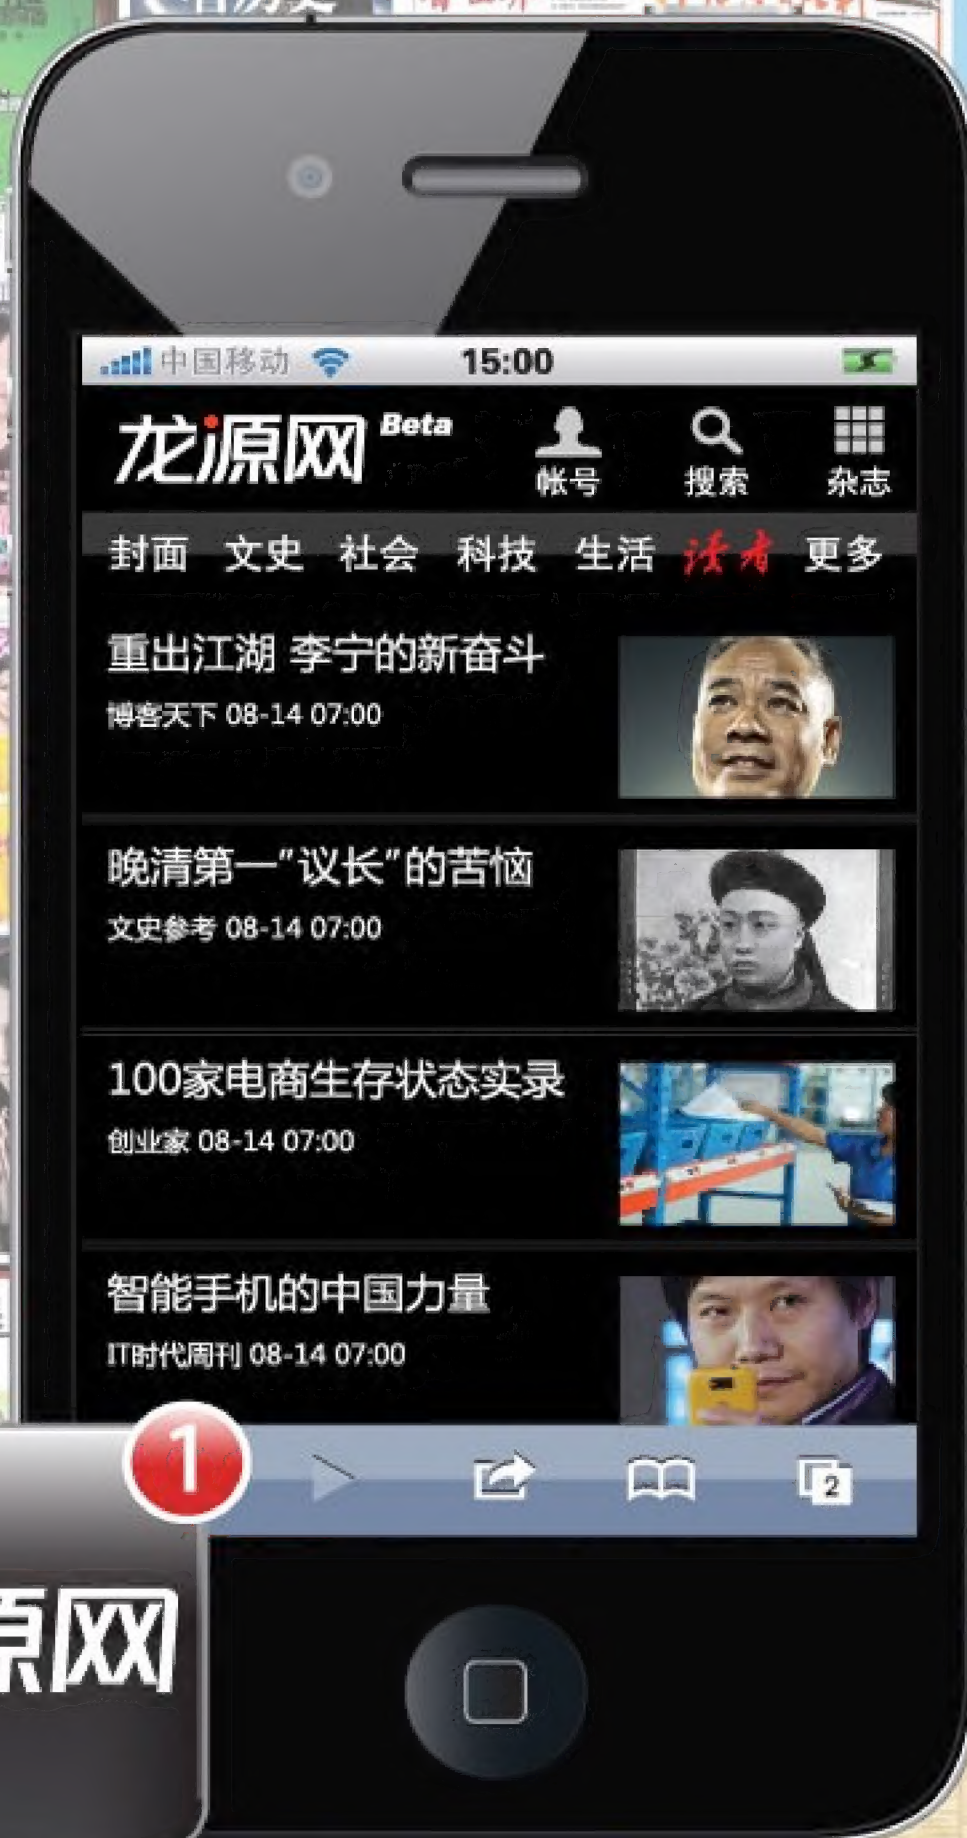 中国移动 15:00
龙源网 Beta
帐号 搜索 杂志
封面 文史 社会 科技 生活 读者 更多
重出江湖 李宁的新奋斗
博客天下 08-14 07:00
晚清第一”议长”的苦恼
文史参考 08-14 07:00
100家电商生存状态实录
创业家 08-14 07:00
智能手机的中国力量
IT时代周刊 08-14 07:00
1
2
源网